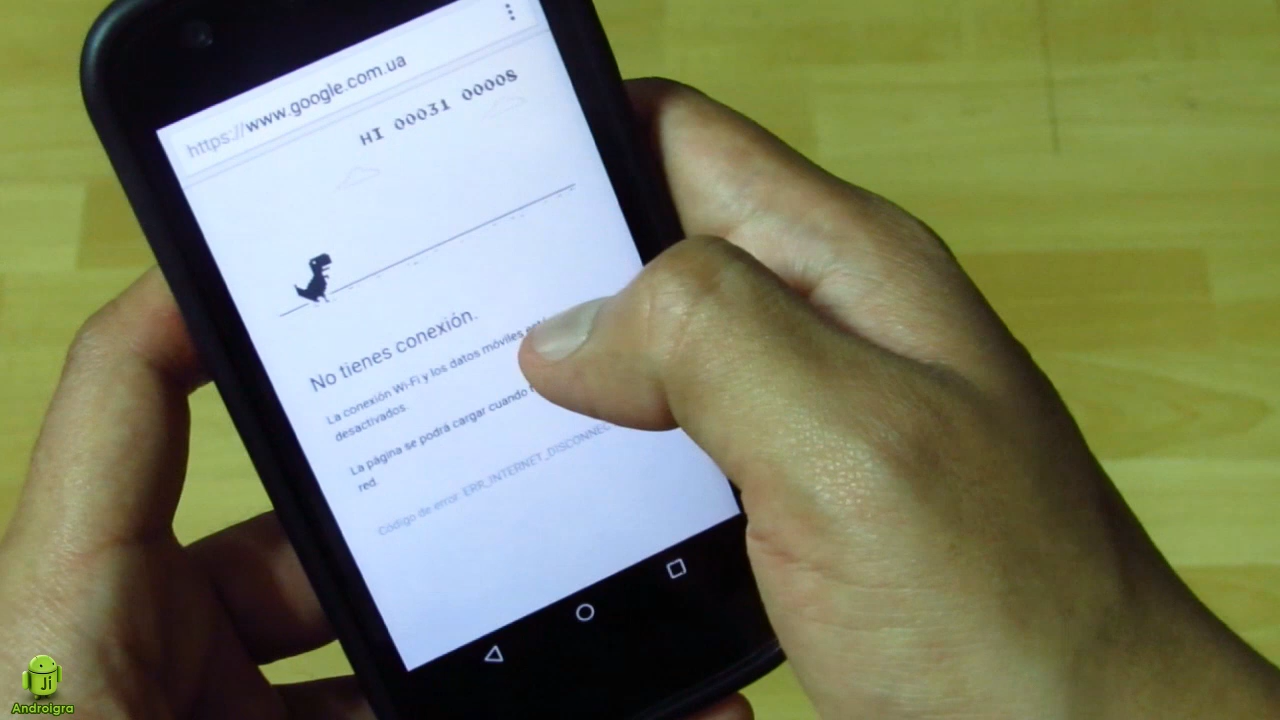 https://www.google.com.ua
HI 00031 00008
No tienes conexión.
La conexión Wi-Fi y los datos móviles
desactivados.
La página se podrá cargar cuando
red.
Código de error: ERR_INTERNET_DISCONNEC
Ji
Androigra